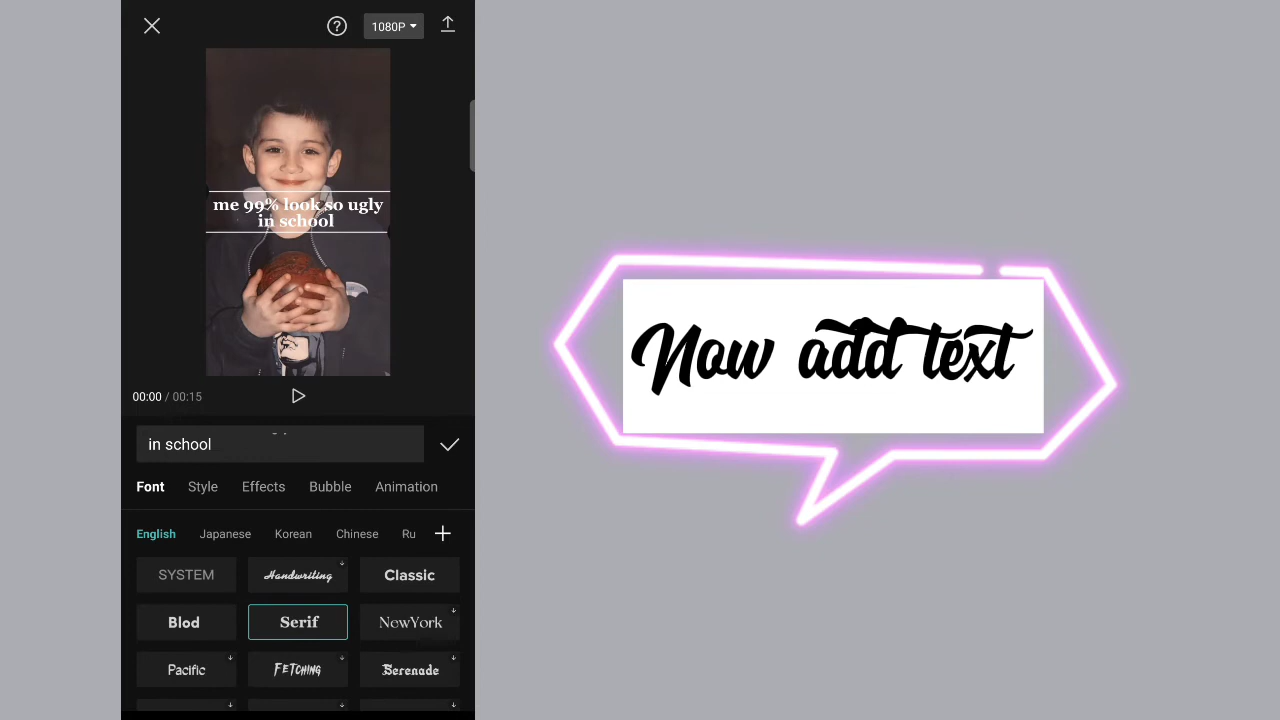 1080P
me 99% look so ugly
in school
00:00 / 00:15
in school
Font Style Effects Bubble Animation
English Japanese Korean Chinese Ru
SYSTEM Handwriting Classic
Blod Serif NewYork
Pacific FETCHING Serenade
Now add text